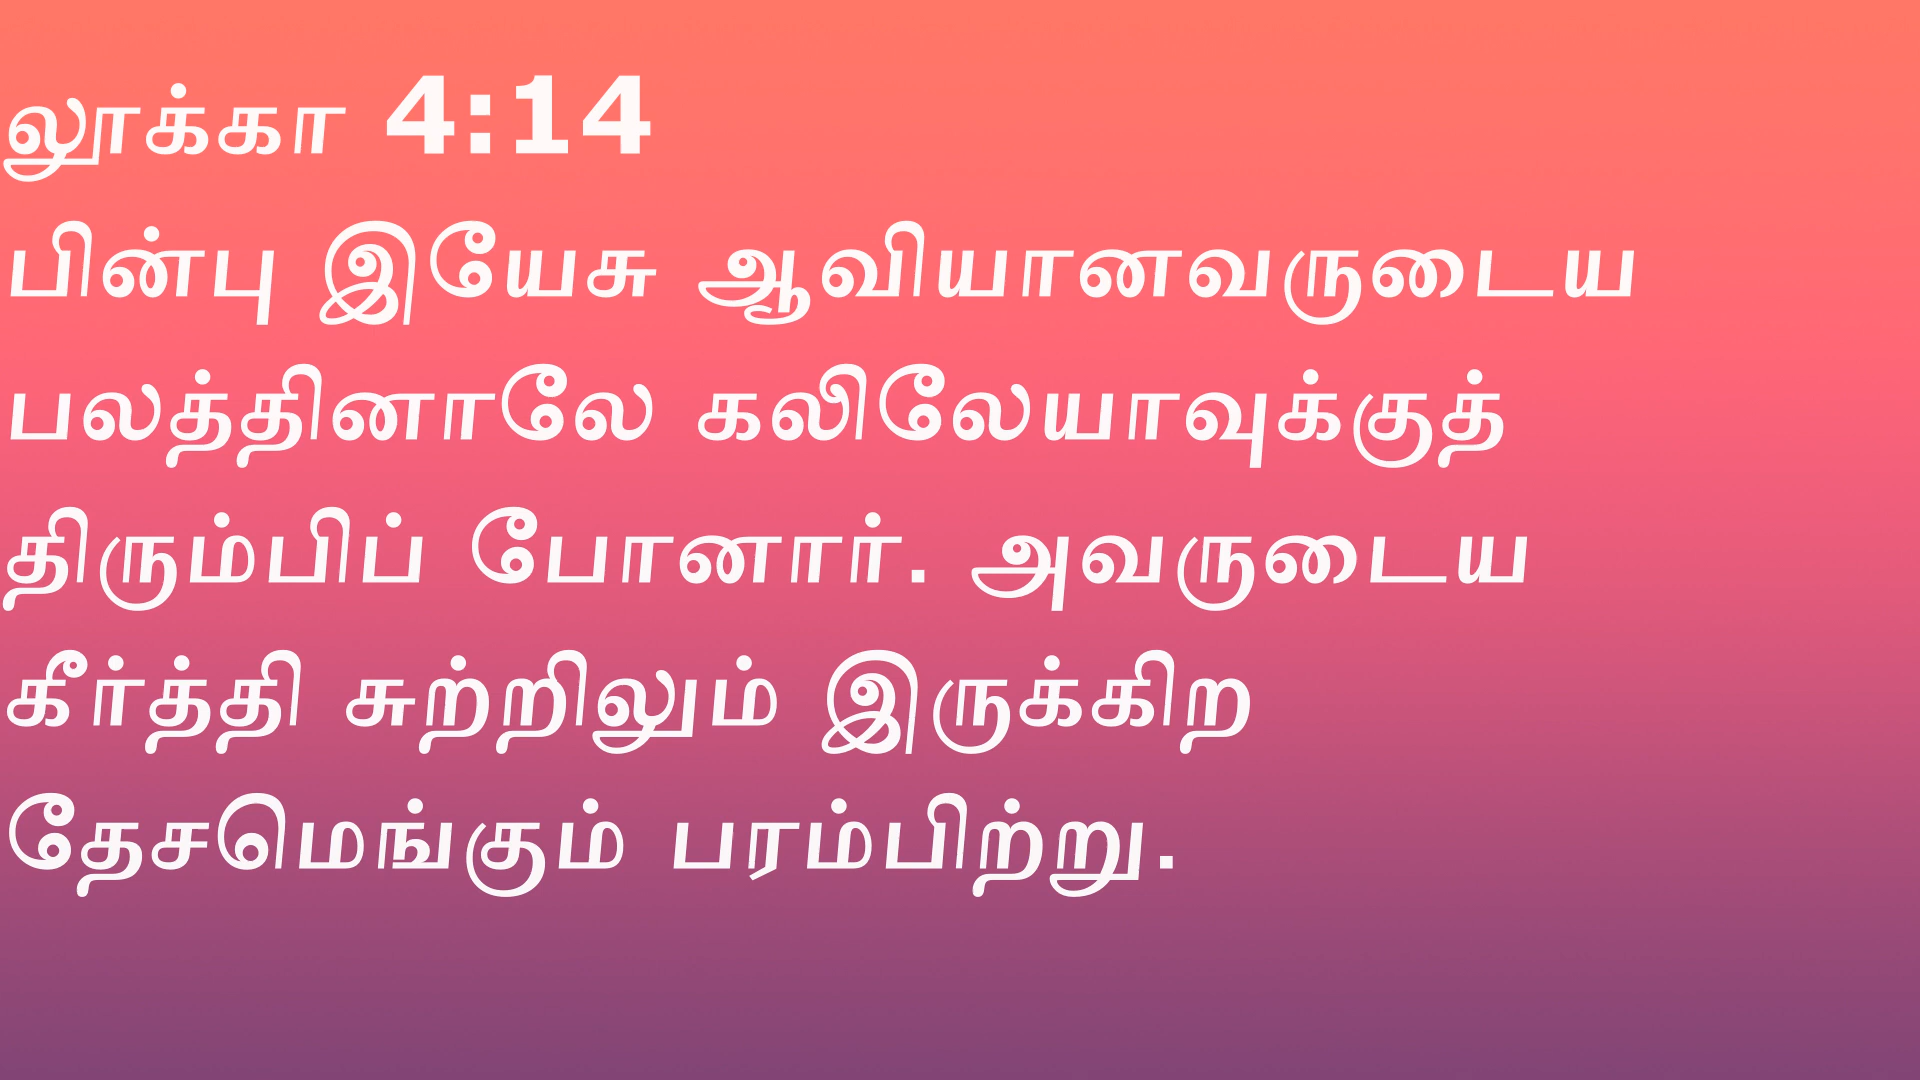 லூக்கா 4:14
பின்பு இயேசு ஆவியானவருடைய
பலத்தினாலே கலிலேயாவுக்குத்
திரும்பிப் போனார். அவருடைய
கீர்த்தி சுற்றிலும் இருக்கிற
தேசமெங்கும் பரம்பிற்று.